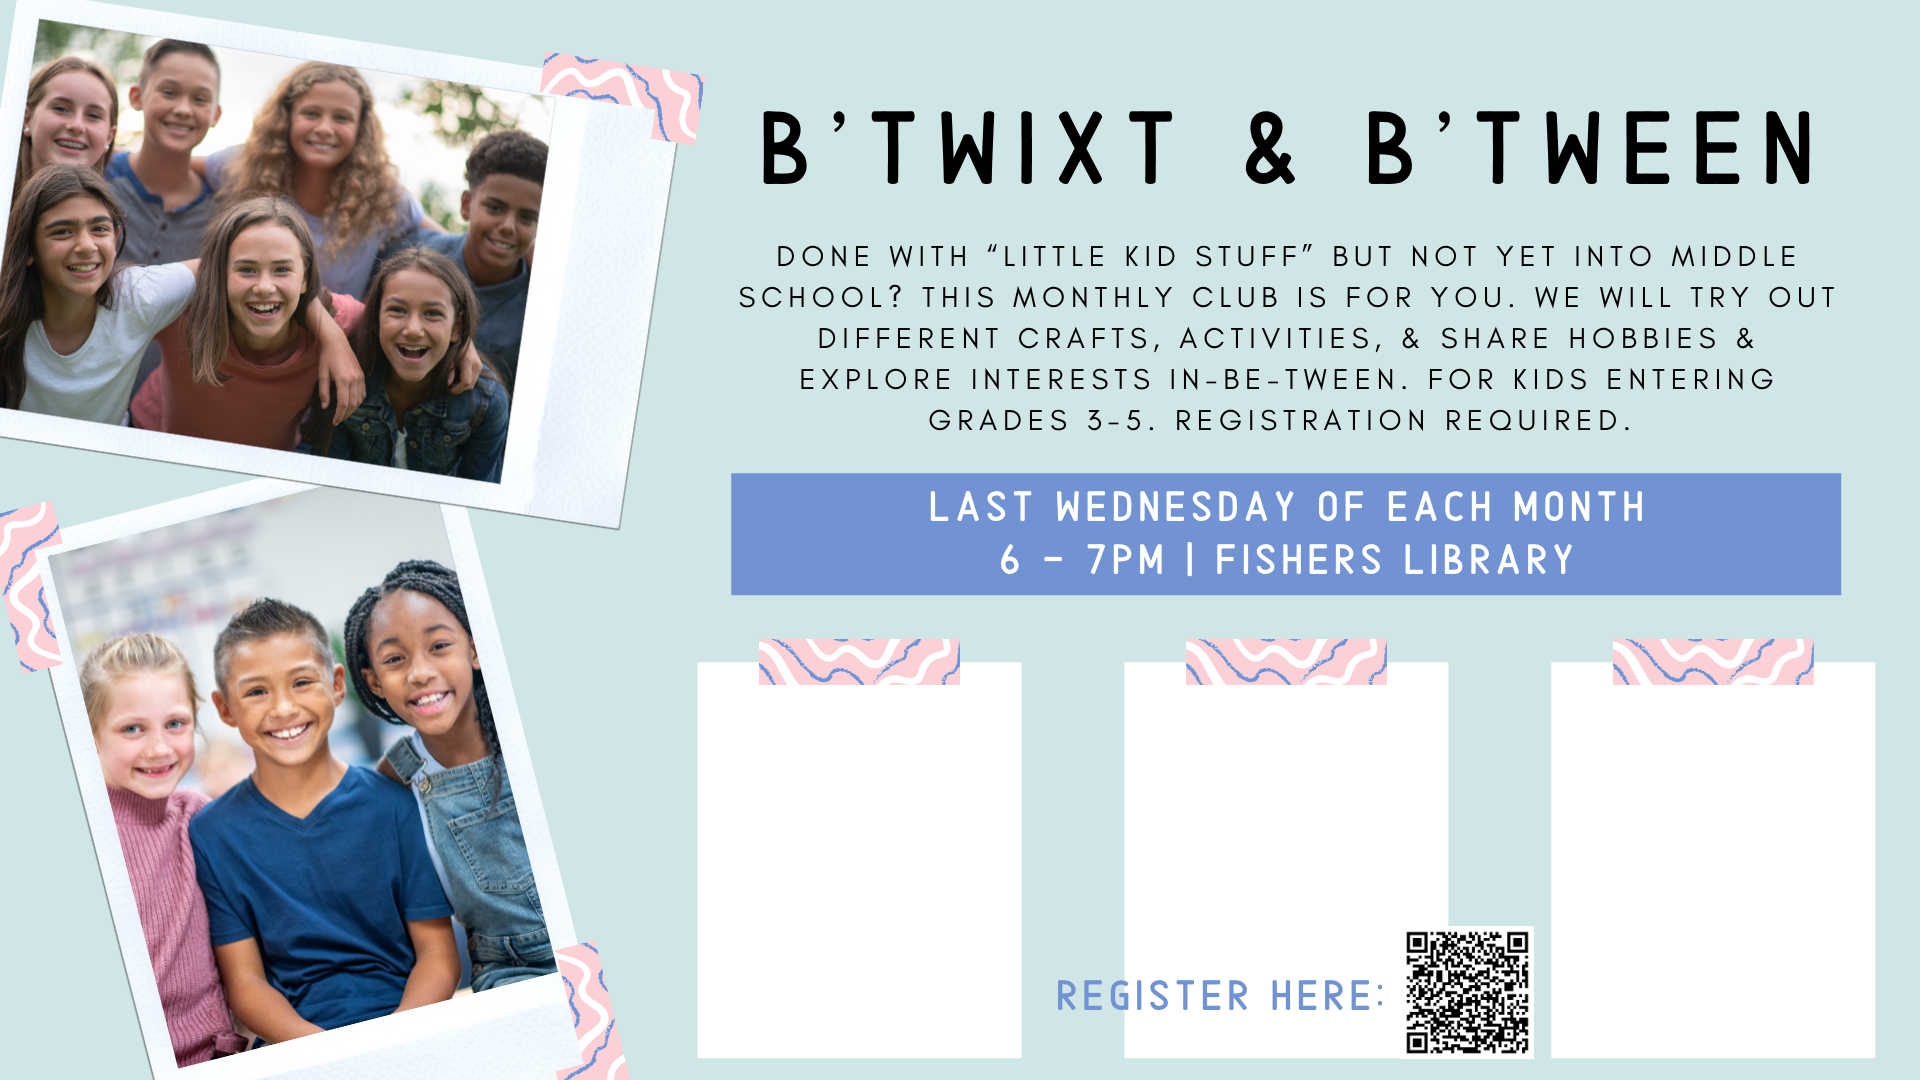 B’TWIXT & B’TWEEN
DONE WITH “LITTLE KID STUFF” BUT NOT YET INTO MIDDLE
SCHOOL? THIS MONTHLY CLUB IS FOR YOU. WE WILL TRY OUT
DIFFERENT CRAFTS, ACTIVITIES, & SHARE HOBBIES &
EXPLORE INTERESTS IN-BE-TWEEN. FOR KIDS ENTERING
GRADES 3-5. REGISTRATION REQUIRED.
LAST WEDNESDAY OF EACH MONTH
6 - 7PM | FISHERS LIBRARY
REGISTER HERE: